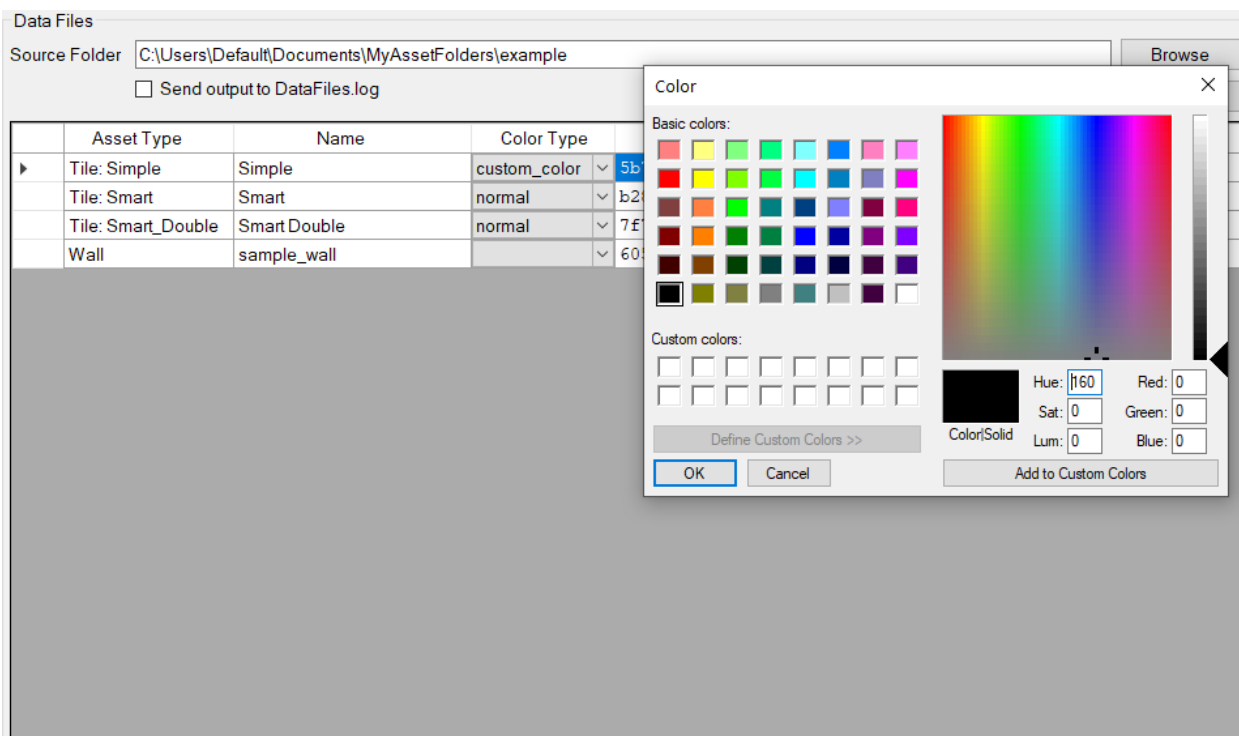 Data Files
Source Folder C:\Users\Default\Documents\MyAssetFolders\example Browse
Send output to DataFiles.log
Asset Type Name Color Type
Tile: Simple Simple custom_color
Tile: Smart Smart normal
Tile: Smart_Double Smart Double normal
Wall sample_wall
Color
Basic colors:
Custom colors:
Define Custom Colors >>
OK Cancel
Color|Solid
Hue: 160 Red: 0
Sat: 0 Green: 0
Lum: 0 Blue: 0
Add to Custom Colors